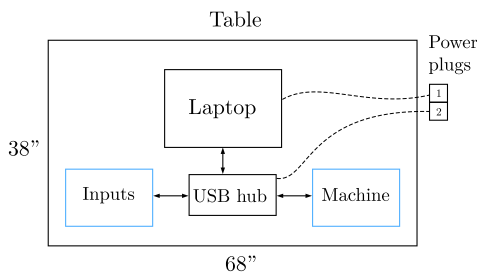 Table
Power
plugs
1
2
Laptop
38”
Inputs
USB hub
Machine
68”